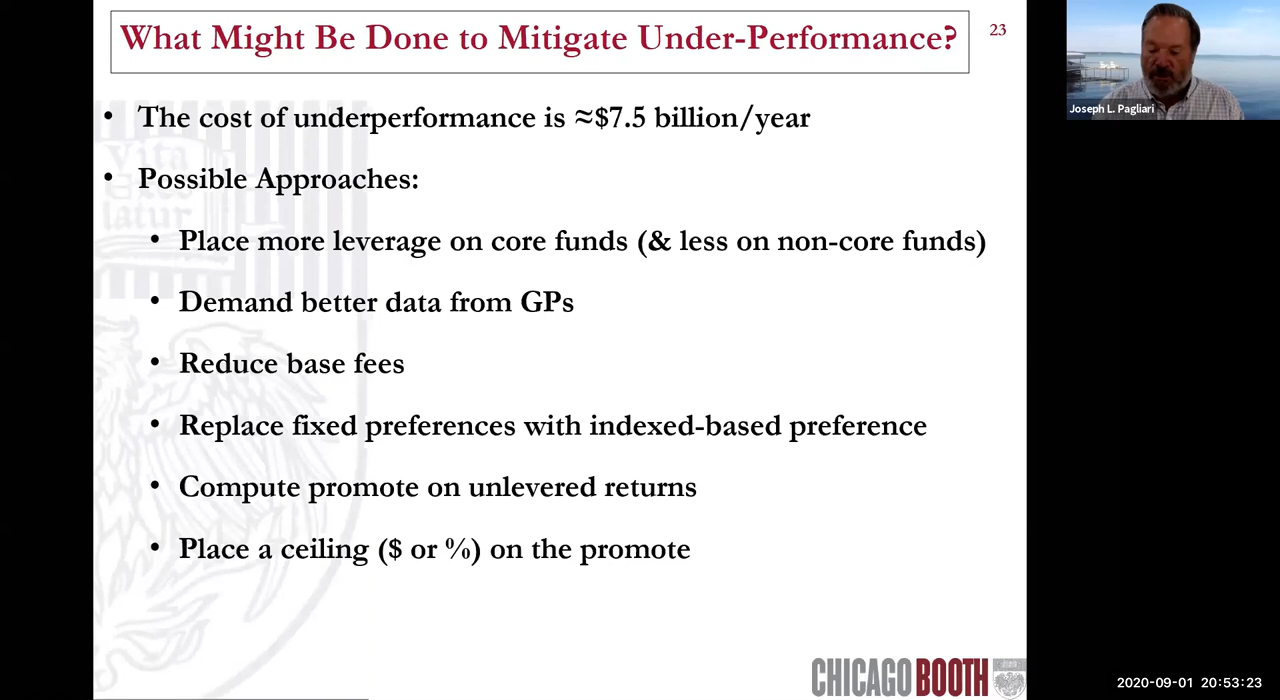 What Might Be Done to Mitigate Under-Performance?
23
• The cost of underperformance is ≈$7.5 billion/year
• Possible Approaches:
• Place more leverage on core funds (& less on non-core funds)
• Demand better data from GPs
• Reduce base fees
• Replace fixed preferences with indexed-based preference
• Compute promote on unlevered returns
• Place a ceiling ($ or %) on the promote
Vita
Exco
latur
CHICAGO BOOTH
Joseph L. Pagliari
2020-09-01 20:53:23